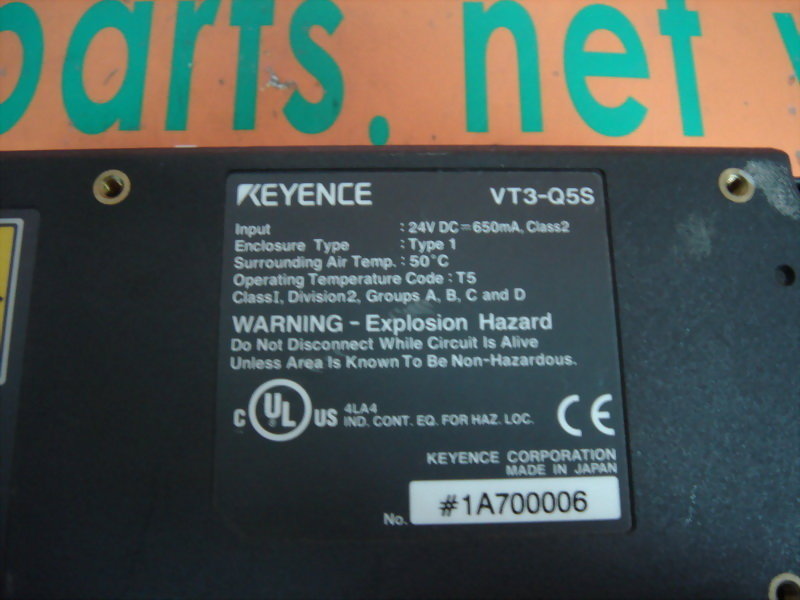 parts.net
KEYENCE VT3-Q5S
Input : 24V DC⎓650mA, Class2
Enclosure Type : Type 1
Surrounding Air Temp. : 50°C
Operating Temperature Code : T5
ClassI, Division2, Groups A, B, C and D
WARNING - Explosion Hazard
Do Not Disconnect While Circuit Is Alive
Unless Area Is Known To Be Non-Hazardous.
C UL ® US 4LA4
IND. CONT. EQ. FOR HAZ. LOC. CE
KEYENCE CORPORATION
MADE IN JAPAN
No. #1A700006